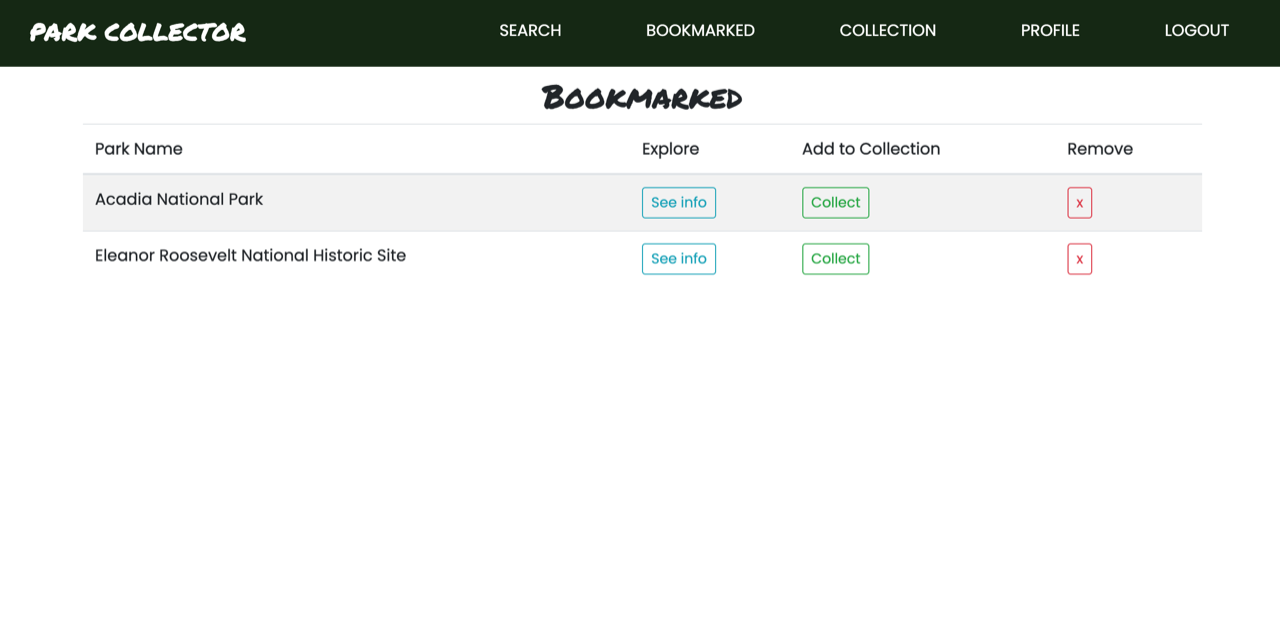 PARK COLLECTOR SEARCH BOOKMARKED COLLECTION PROFILE LOGOUT
BOOKMARKED
Park Name Explore Add to Collection Remove
Acadia National Park See info Collect x
Eleanor Roosevelt National Historic Site See info Collect x